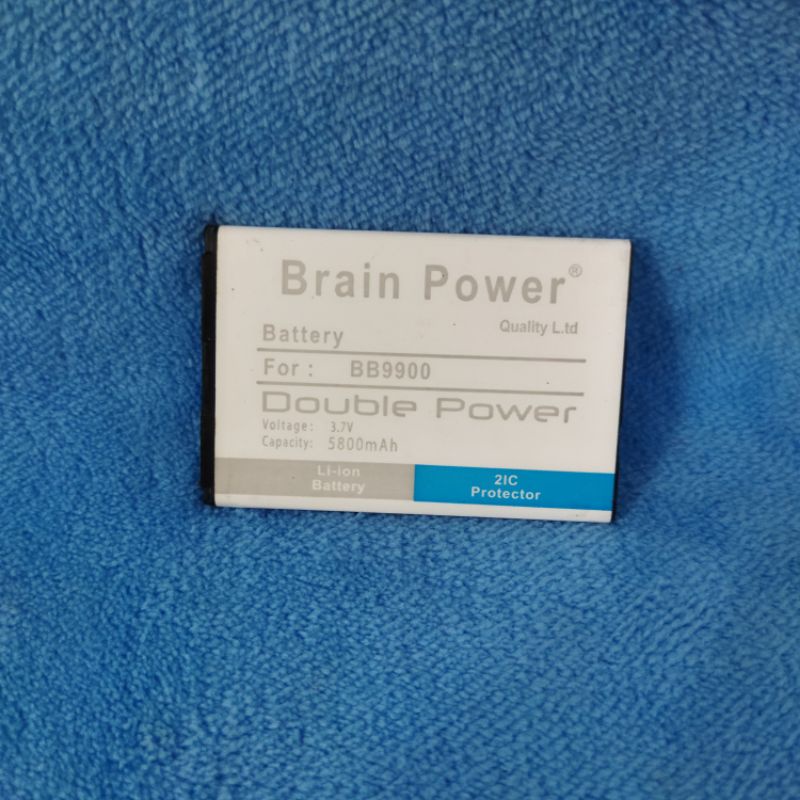 Brain Power®
Quality L.td
Battery
For : BB9900
Double Power
Voltage: 3.7V
Capacity: 5800mAh
Li-ion
Battery
2IC
Protector